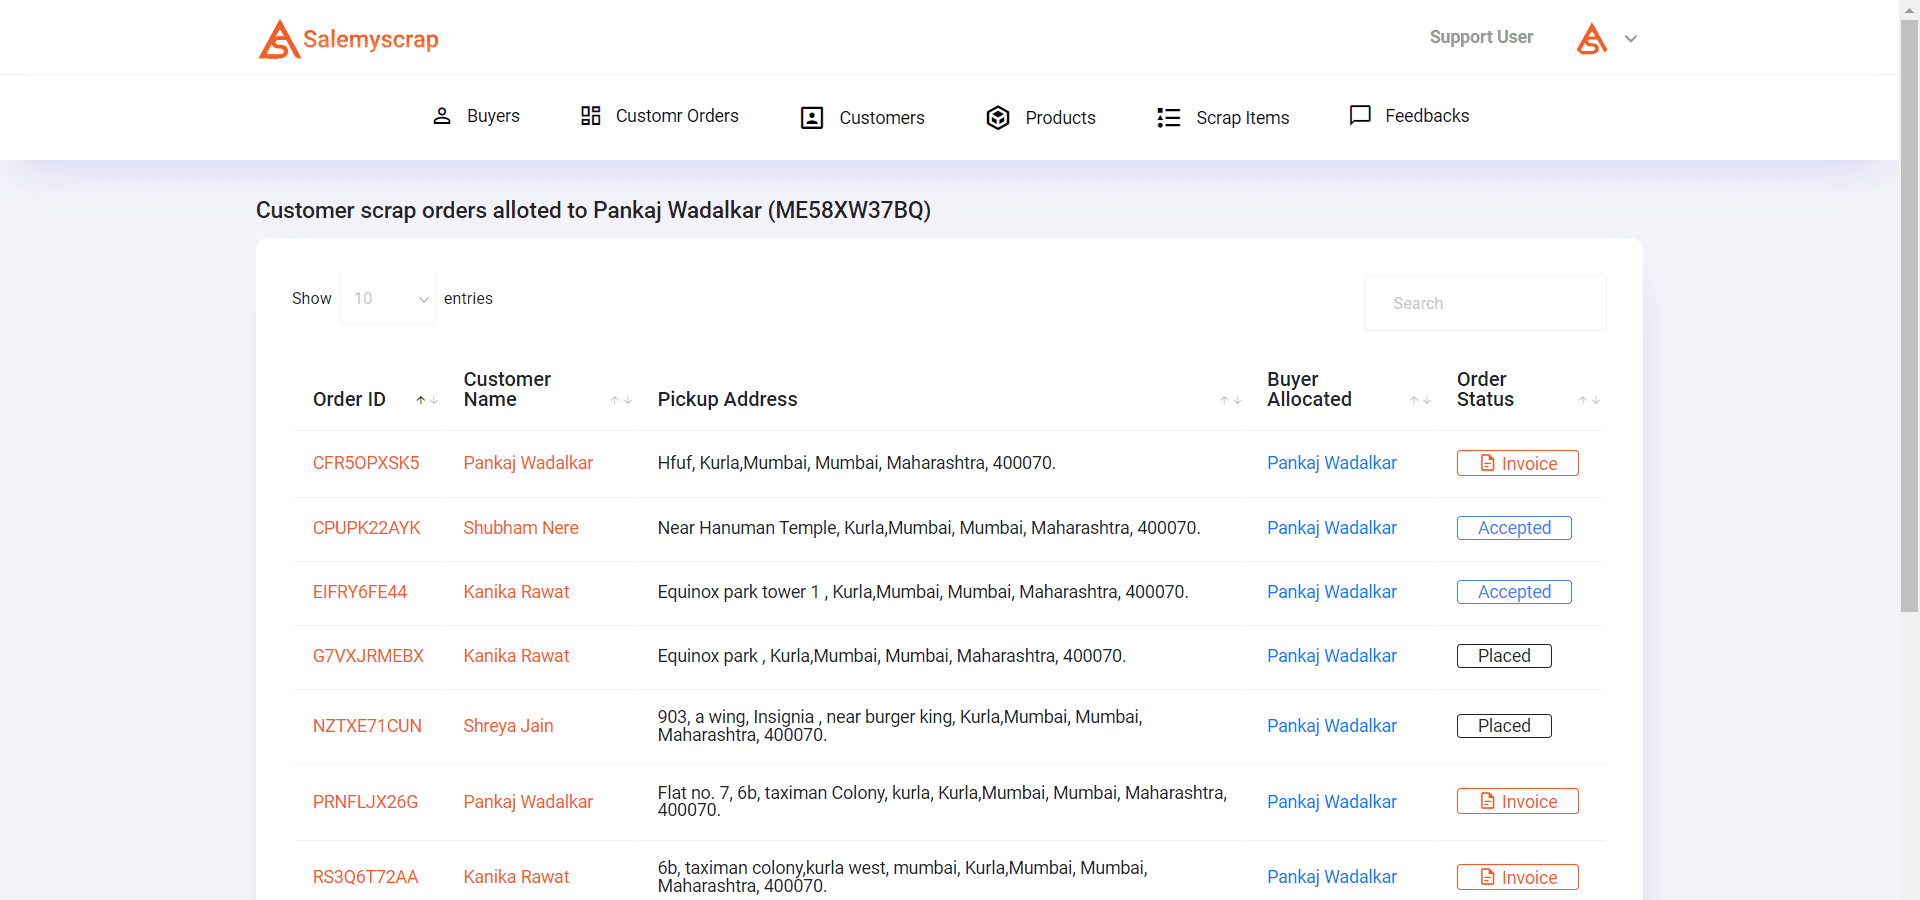 Salemyscrap
Support User
Buyers Customr Orders Customers Products Scrap Items Feedbacks
Customer scrap orders alloted to Pankaj Wadalkar (ME58XW37BQ)
Show 10 entries Search
Order ID Customer Name Pickup Address Buyer Allocated Order Status
CFR5OPXSK5 Pankaj Wadalkar Hfuf, Kurla,Mumbai, Mumbai, Maharashtra, 400070. Pankaj Wadalkar Invoice
CPUPK22AYK Shubham Nere Near Hanuman Temple, Kurla,Mumbai, Mumbai, Maharashtra, 400070. Pankaj Wadalkar Accepted
EIFRY6FE44 Kanika Rawat Equinox park tower 1 , Kurla,Mumbai, Mumbai, Maharashtra, 400070. Pankaj Wadalkar Accepted
G7VXJRMEBX Kanika Rawat Equinox park , Kurla,Mumbai, Mumbai, Maharashtra, 400070. Pankaj Wadalkar Placed
NZTXE71CUN Shreya Jain 903, a wing, Insignia , near burger king, Kurla,Mumbai, Mumbai, Maharashtra, 400070. Pankaj Wadalkar Placed
PRNFLJX26G Pankaj Wadalkar Flat no. 7, 6b, taximan Colony, kurla, Kurla,Mumbai, Mumbai, Maharashtra, 400070. Pankaj Wadalkar Invoice
RS3Q6T72AA Kanika Rawat 6b, taximan colony,kurla west, mumbai, Kurla,Mumbai, Mumbai, Maharashtra, 400070. Pankaj Wadalkar Invoice